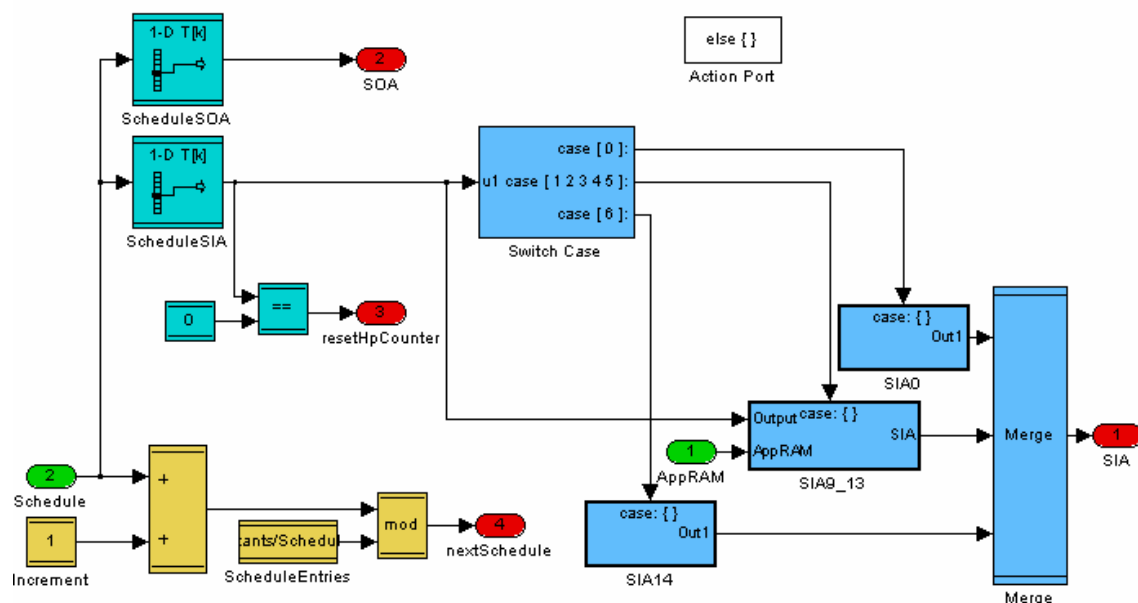 1-D T[k]
ScheduleSOA
2
SOA
else { }
Action Port
1-D T[k]
ScheduleSIA
case [ 0 ]:
u1 case [ 1 2 3 4 5 ]:
case [ 6 ]:
Switch Case
0
==
3
resetHpCounter
case: { }
Out1
SIA0
case: { }
Output
SIA
AppRAM
SIA9_13
1
AppRAM
Merge
Merge
1
SIA
2
Schedule
+
+
1
Increment
tants/Schedu
ScheduleEntries
mod
4
nextSchedule
case: { }
Out1
SIA14